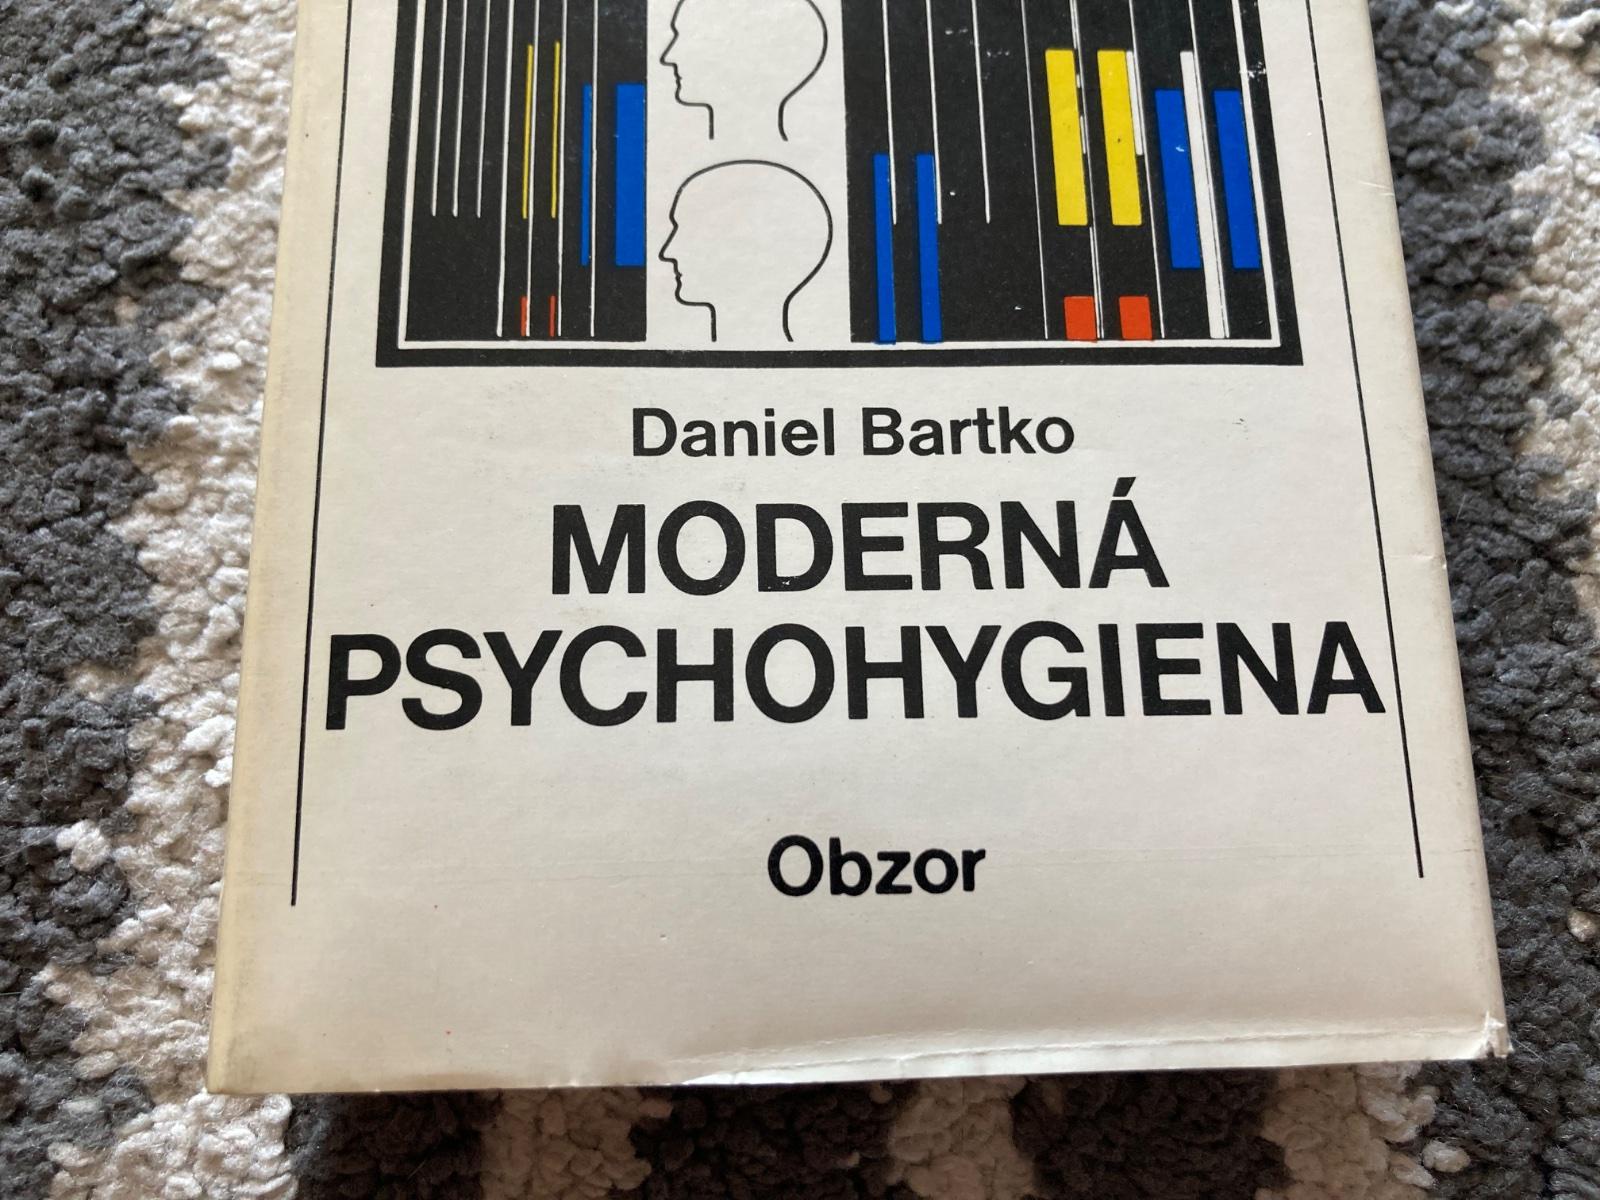 Daniel Bartko
MODERNÁ
PSYCHOHYGIENA
Obzor